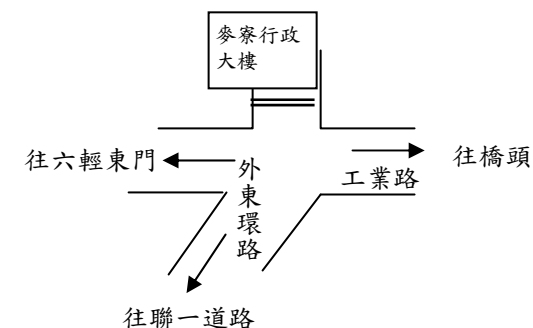 麥寮行政
大樓
往六輕東門
往橋頭
工業路
外東環路
往聯一道路